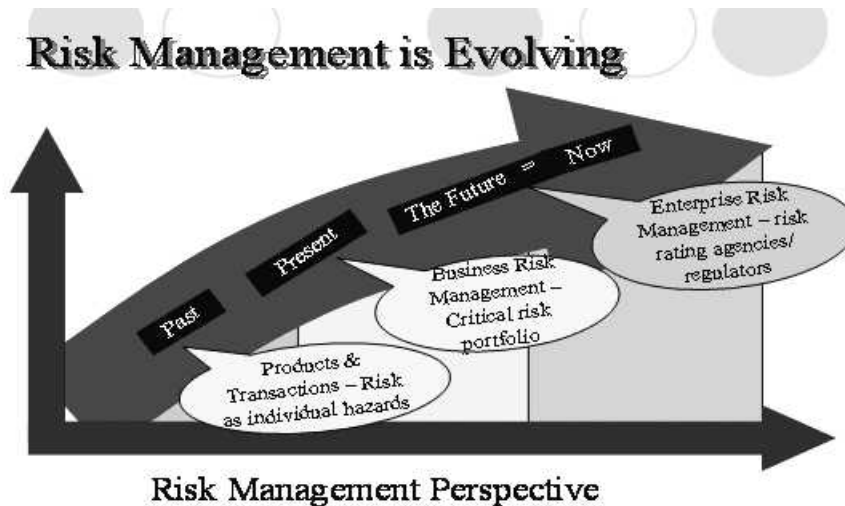 Risk Management is Evolving
The Future = Now
Present
Past
Enterprise Risk
Management – risk
rating agencies/
regulators
Business Risk
Management –
Critical risk
portfolio
Products &
Transactions – Risk
as individual hazards
Risk Management Perspective